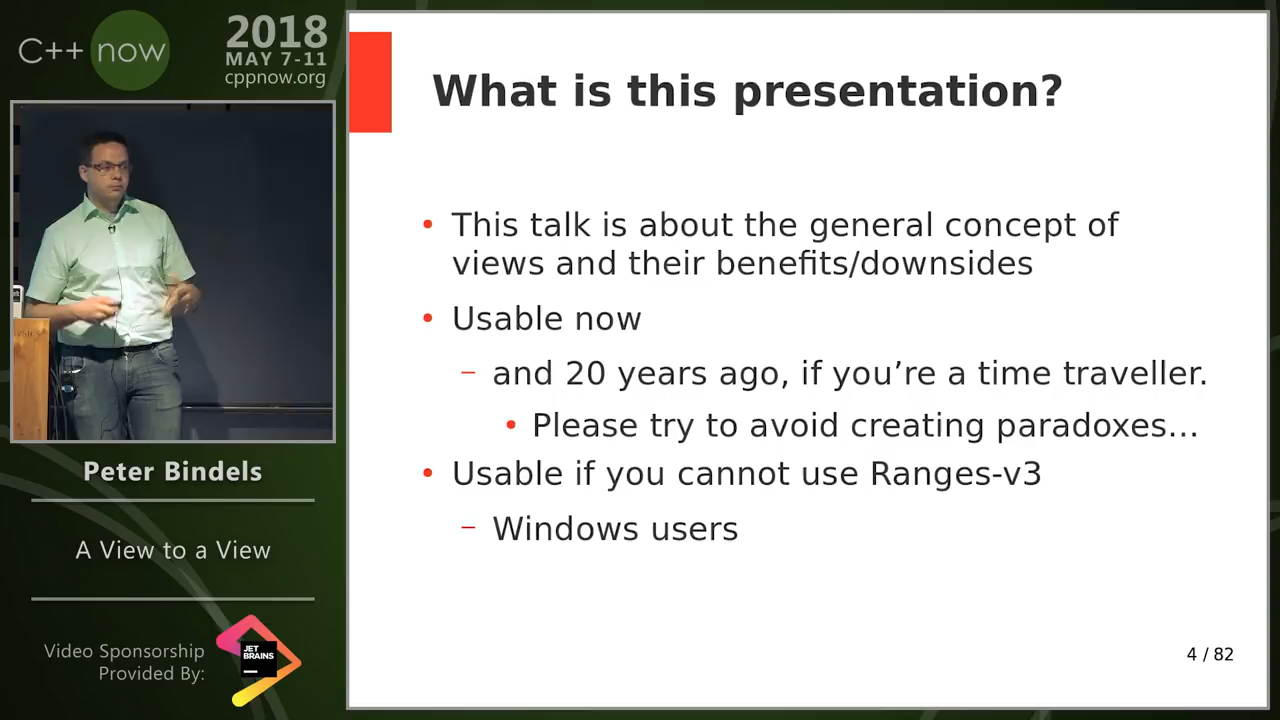 C++ now
2018
MAY 7-11
cppnow.org
What is this presentation?
• This talk is about the general concept of
views and their benefits/downsides
• Usable now
– and 20 years ago, if you’re a time traveller.
• Please try to avoid creating paradoxes...
• Usable if you cannot use Ranges-v3
– Windows users
4 / 82
Peter Bindels
A View to a View
Video Sponsorship
Provided By:
JET
BRAINS